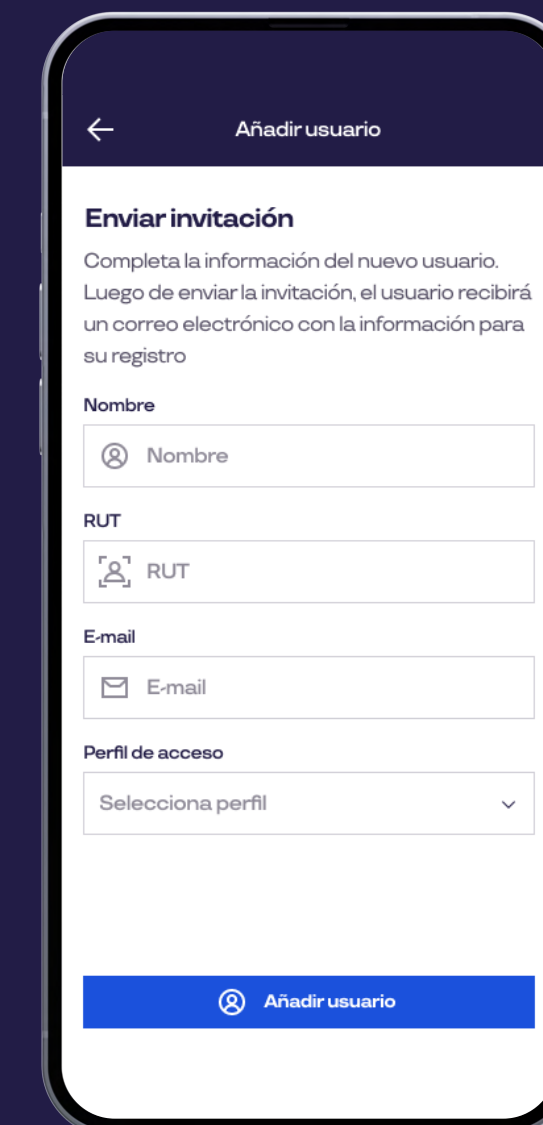 Añadir usuario
Enviar invitación
Completa la información del nuevo usuario.
Luego de enviar la invitación, el usuario recibirá
un correo electrónico con la información para
su registro
Nombre
Nombre
RUT
RUT
E-mail
E-mail
Perfil de acceso
Selecciona perfil
Añadir usuario